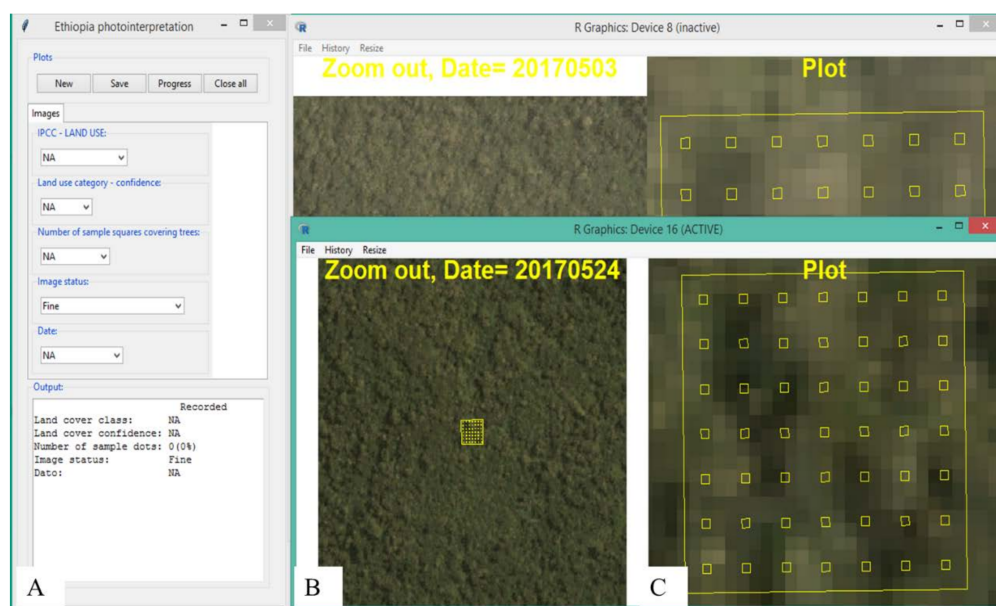 Ethiopia photointerpretation
Plots
New Save Progress Close all
Images
IPCC - LAND USE:
NA
Land use category - confidence:
NA
Number of sample squares covering trees:
NA
Image status:
Fine
Date:
NA
Output:
Recorded
Land cover class: NA
Land cover confidence: NA
Number of sample dots: 0(0%)
Image status: Fine
Dato: NA
A
R Graphics: Device 8 (inactive)
File History Resize
Zoom out, Date= 20170503
Plot
R Graphics: Device 16 (ACTIVE)
File History Resize
Zoom out, Date= 20170524
Plot
B
C